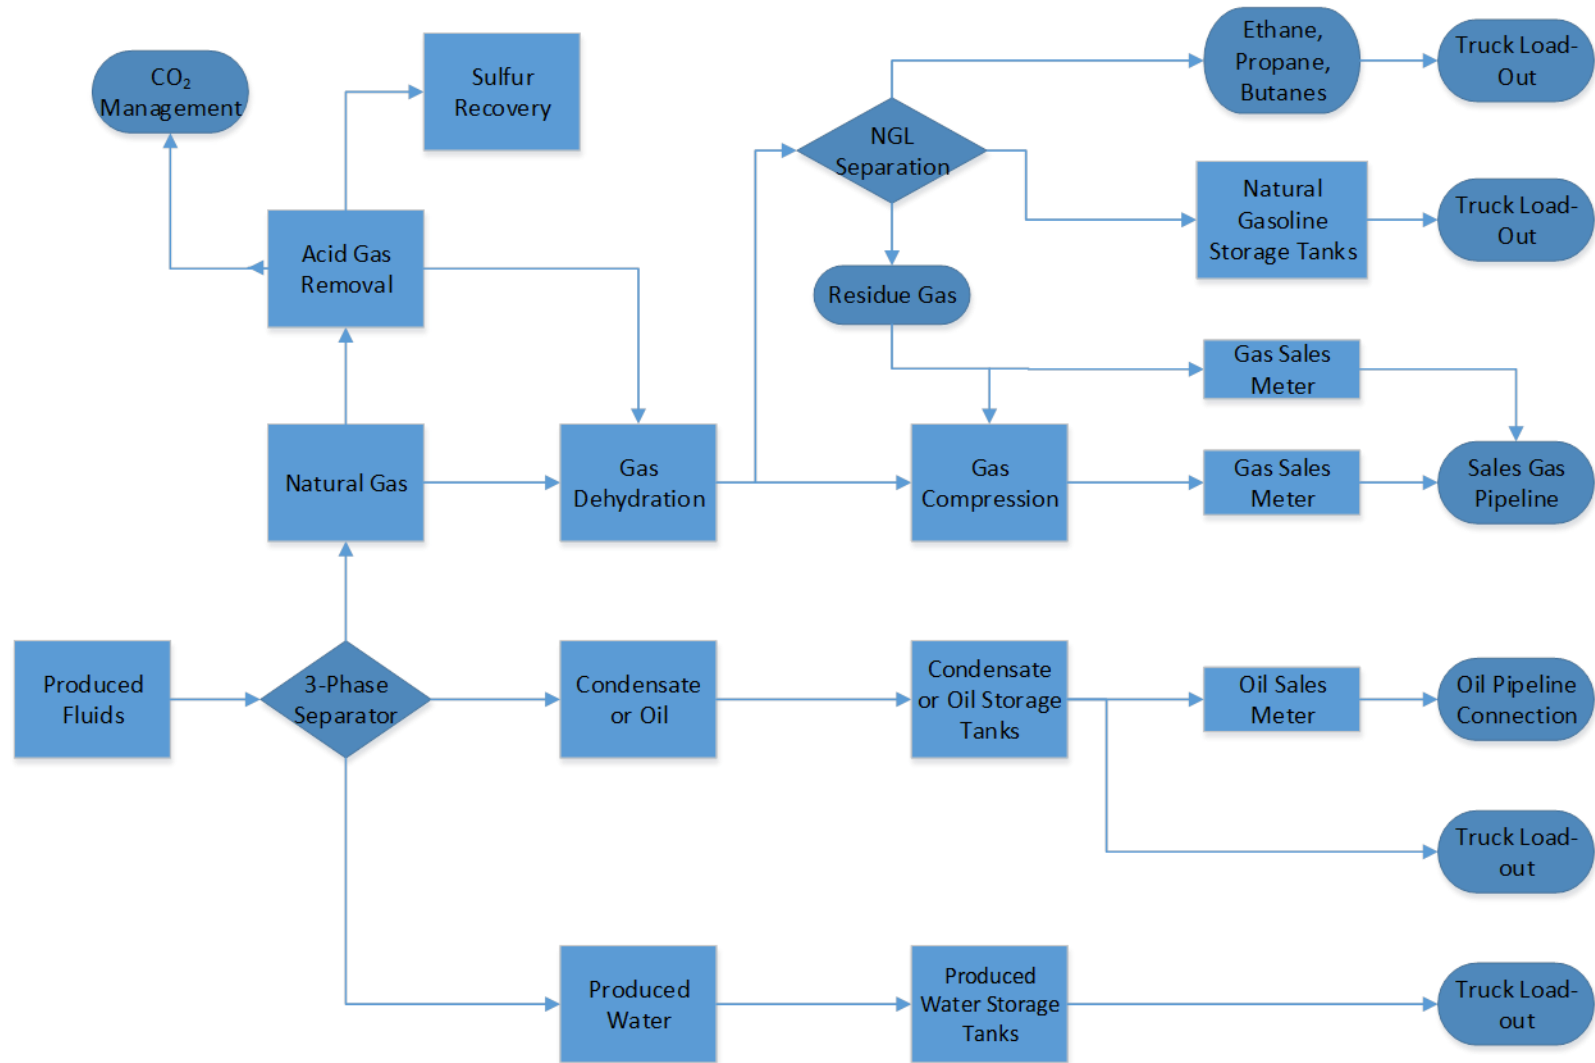 CO₂
Management
Sulfur
Recovery
Ethane,
Propane,
Butanes
Truck Load-
Out
NGL
Separation
Natural
Gasoline
Storage Tanks
Truck Load-
Out
Acid Gas
Removal
Residue Gas
Gas Sales
Meter
Natural Gas
Gas
Dehydration
Gas
Compression
Gas Sales
Meter
Sales Gas
Pipeline
Produced
Fluids
3-Phase
Separator
Condensate
or Oil
Condensate
or Oil Storage
Tanks
Oil Sales
Meter
Oil Pipeline
Connection
Truck Load-
out
Produced
Water
Produced
Water Storage
Tanks
Truck Load-
out